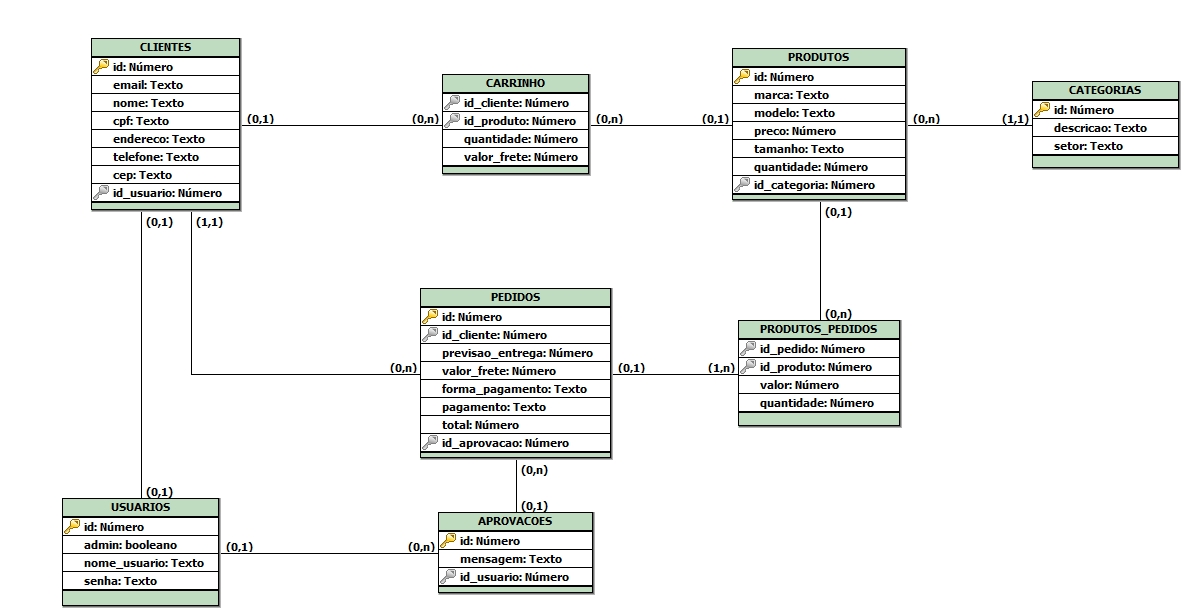 CLIENTES
id: Número
email: Texto
nome: Texto
cpf: Texto
endereco: Texto
telefone: Texto
cep: Texto
id_usuario: Número
(0,1)
(0,n)
CARRINHO
id_cliente: Número
id_produto: Número
quantidade: Número
valor_frete: Número
(0,n)
(0,1)
PRODUTOS
id: Número
marca: Texto
modelo: Texto
preco: Número
tamanho: Texto
quantidade: Número
id_categoria: Número
(0,n)
(1,1)
CATEGORIAS
id: Número
descricao: Texto
setor: Texto
(0,1)
(1,1)
(0,1)
(0,n)
PEDIDOS
id: Número
id_cliente: Número
previsao_entrega: Número
valor_frete: Número
forma_pagamento: Texto
pagamento: Texto
total: Número
id_aprovacao: Número
(0,n)
(0,1)
(1,n)
PRODUTOS_PEDIDOS
id_pedido: Número
id_produto: Número
valor: Número
quantidade: Número
(0,n)
(0,1)
(0,1)
USUARIOS
id: Número
admin: booleano
nome_usuario: Texto
senha: Texto
(0,1)
(0,n)
APROVACOES
id: Número
mensagem: Texto
id_usuario: Número